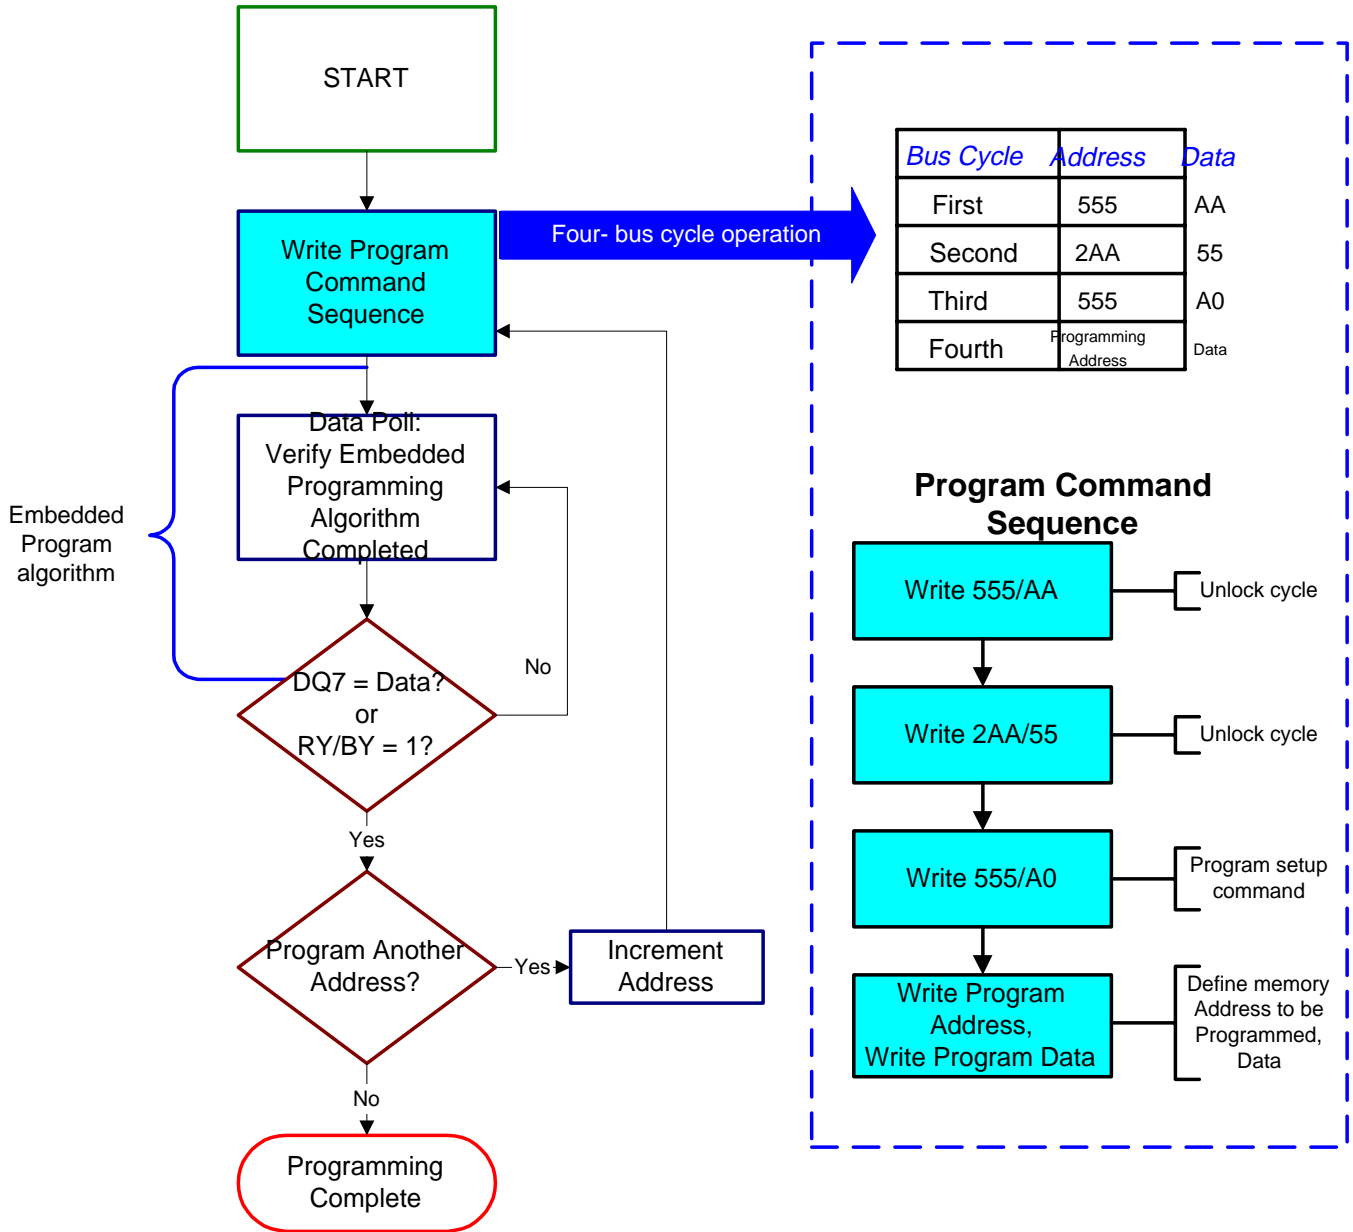 START
Write Program
Command
Sequence
Four- bus cycle operation
Bus Cycle Address Data
First 555 AA
Second 2AA 55
Third 555 A0
Fourth Programming Address Data
Data Poll:
Verify Embedded
Programming
Algorithm
Completed
Embedded
Program
algorithm
No
DQ7 = Data?
or
RY/BY = 1?
Yes
Program Another
Address?
Yes
Increment
Address
No
Programming
Complete
Program Command
Sequence
Write 555/AA
Unlock cycle
Write 2AA/55
Unlock cycle
Write 555/A0
Program setup
command
Write Program
Address,
Write Program Data
Define memory
Address to be
Programmed,
Data